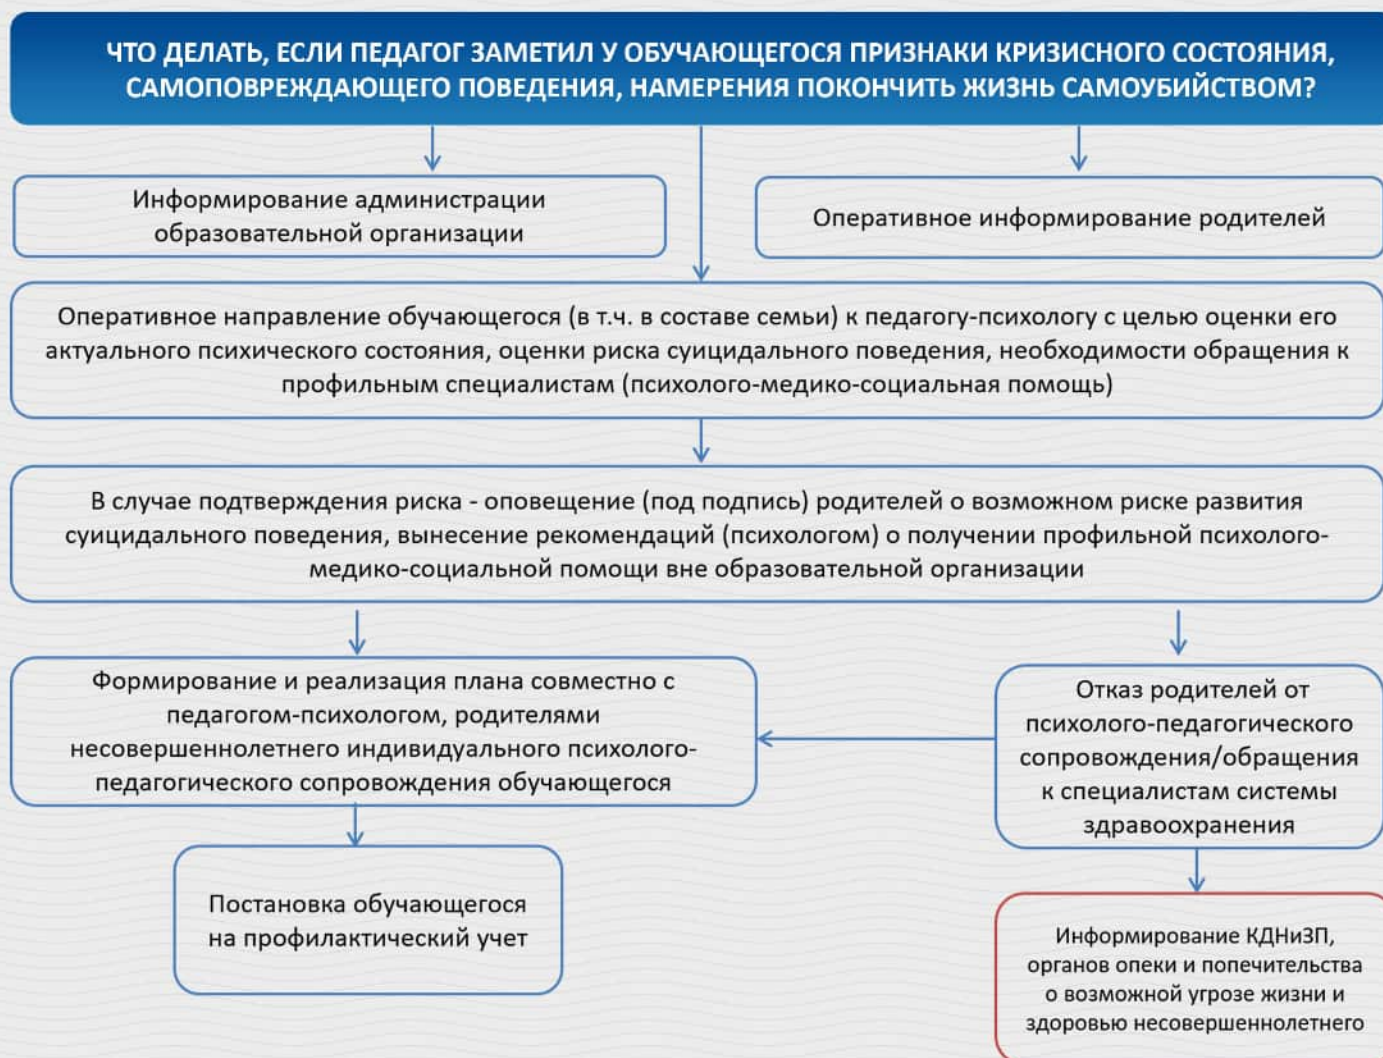 ЧТО ДЕЛАТЬ, ЕСЛИ ПЕДАГОГ ЗАМЕТИЛ У ОБУЧАЮЩЕГОСЯ ПРИЗНАКИ КРИЗИСНОГО СОСТОЯНИЯ,
САМОПОВРЕЖДАЮЩЕГО ПОВЕДЕНИЯ, НАМЕРЕНИЯ ПОКОНЧИТЬ ЖИЗНЬ САМОУБИЙСТВОМ?
Информирование администрации
образовательной организации
Оперативное информирование родителей
Оперативное направление обучающегося (в т.ч. в составе семьи) к педагогу-психологу с целью оценки его
актуального психического состояния, оценки риска суицидального поведения, необходимости обращения к
профильным специалистам (психолого-медико-социальная помощь)
В случае подтверждения риска - оповещение (под подпись) родителей о возможном риске развития
суицидального поведения, вынесение рекомендаций (психологом) о получении профильной психолого-
медико-социальной помощи вне образовательной организации
Формирование и реализация плана совместно с
педагогом-психологом, родителями
несовершеннолетнего индивидуального психолого-
педагогического сопровождения обучающегося
Отказ родителей от
психолого-педагогического
сопровождения/обращения
к специалистам системы
здравоохранения
Постановка обучающегося
на профилактический учет
Информирование КДНиЗП,
органов опеки и попечительства
о возможной угрозе жизни и
здоровью несовершеннолетнего